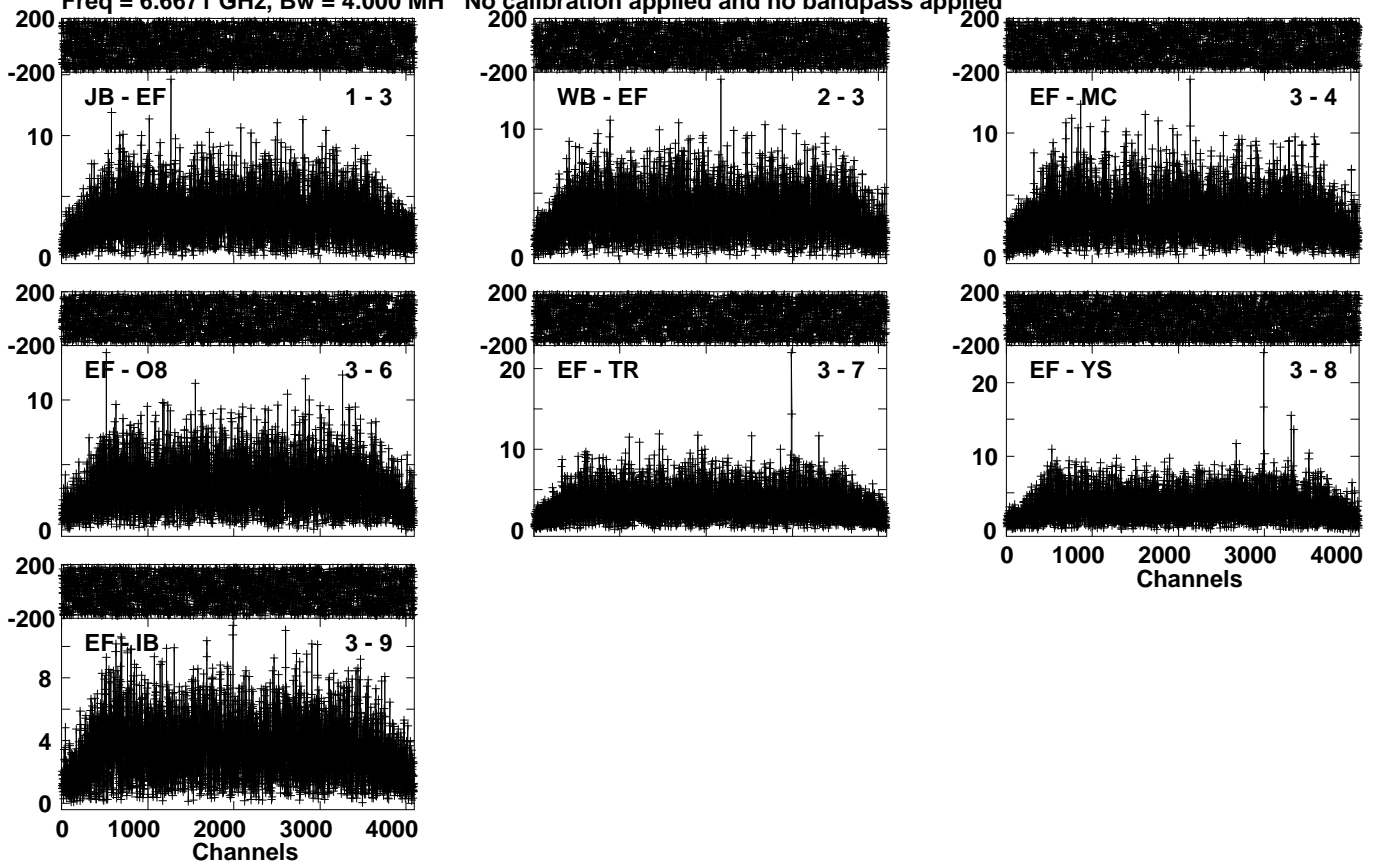 Freq = 6.6671 GHz, Bw = 4.000 MH No calibration applied and no bandpass applied
200 200 200
-200 -200 -200
JB - EF 1 - 3 WB - EF 2 - 3 EF - MC 3 - 4
10 10 10
0 0 0
200 200 200
-200 -200 -200
EF - O8 3 - 6 EF - TR 3 - 7 EF - YS 3 - 8
20 20
10 10 10
0 0 0
0 1000 2000 3000 4000
Channels
200
-200
EF - IB 3 - 9
8
4
0
0 1000 2000 3000 4000
Channels